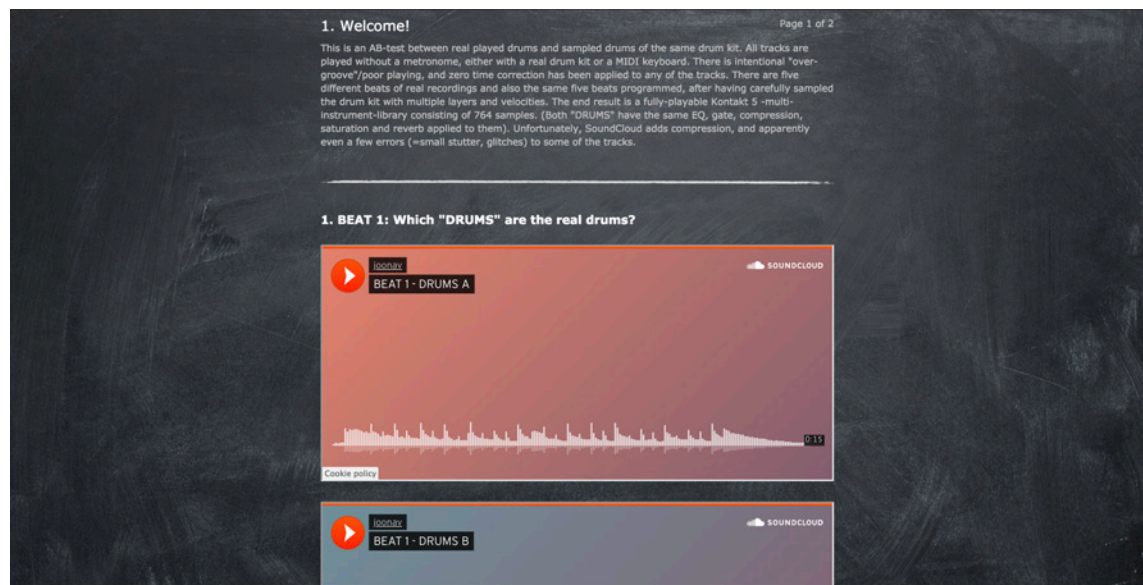 1. Welcome!
Page 1 of 2
This is an AB-test between real played drums and sampled drums of the same drum kit. All tracks are
played without a metronome, either with a real drum kit or a MIDI keyboard. There is intentional "over-
groove"/poor playing, and zero time correction has been applied to any of the tracks. There are five
different beats of real recordings and also the same five beats programmed, after having carefully sampled
the drum kit with multiple layers and velocities. The end result is a fully-playable Kontakt 5 -multi-
instrument-library consisting of 764 samples. (Both "DRUMS" have the same EQ, gate, compression,
saturation and reverb applied to them). Unfortunately, SoundCloud adds compression, and apparently
even a few errors (=small stutter, glitches) to some of the tracks.
1. BEAT 1: Which "DRUMS" are the real drums?
joonav
SOUNDCLOUD
BEAT 1 - DRUMS A
0:15
Cookie policy
joonav
SOUNDCLOUD
BEAT 1 - DRUMS B